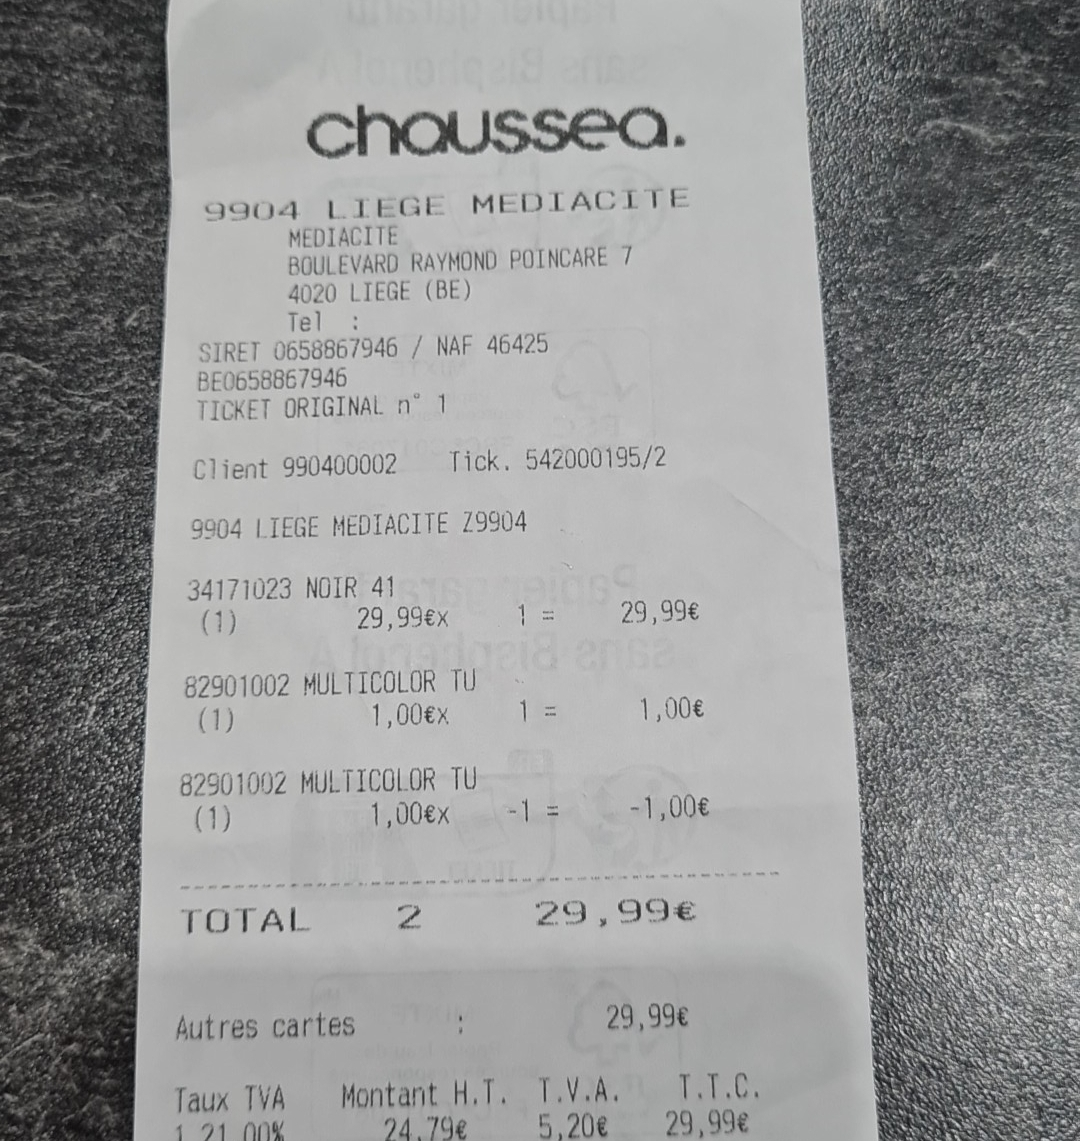 chaussea.
9904 LIEGE MEDIACITE
MEDIACITE
BOULEVARD RAYMOND POINCARE 7
4020 LIEGE (BE)
Tel :
SIRET 0658867946 / NAF 46425
BE0658867946
TICKET ORIGINAL n° 1
Client 990400002 Tick. 542000195/2
9904 LIEGE MEDIACITE Z9904
34171023 NOIR 41
(1) 29,99€x 1 = 29,99€
82901002 MULTICOLOR TU
(1) 1,00€x 1 = 1,00€
82901002 MULTICOLOR TU
(1) 1,00€x -1 = -1,00€
TOTAL 2 29,99€
Autres cartes : 29,99€
Taux TVA Montant H.T. T.V.A. T.T.C.
1 21,00% 24,79€ 5,20€ 29,99€